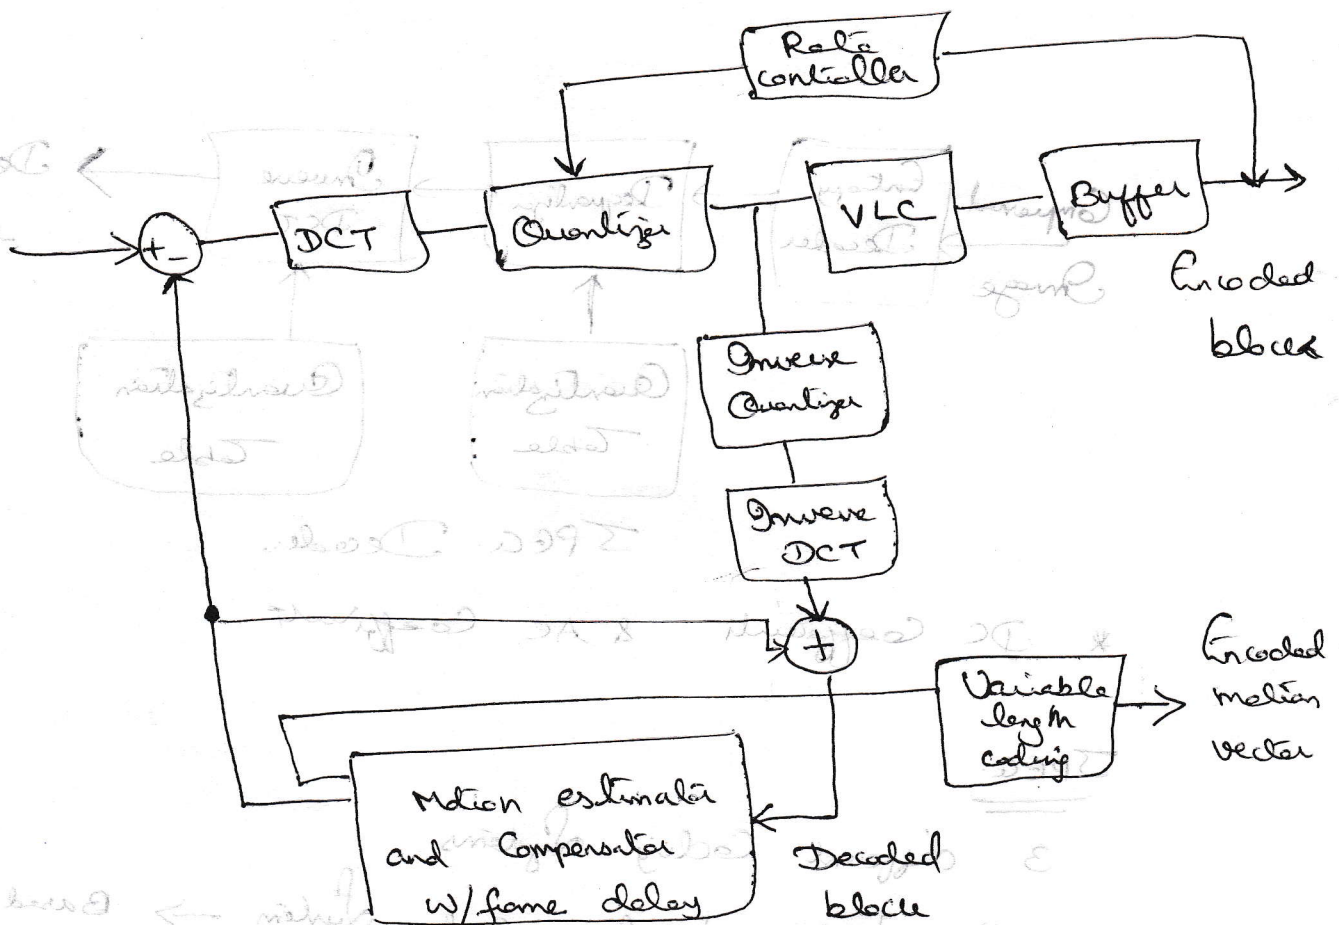 Rate
controller
+ -
DCT
Quantizer
VLC
Buffer
Encoded
block
Inverse
Quantizer
Inverse
DCT
+
Variable
length
coding
Encoded
motion
vector
Motion estimator
and Compensator
w/frame delay
Decoded
block